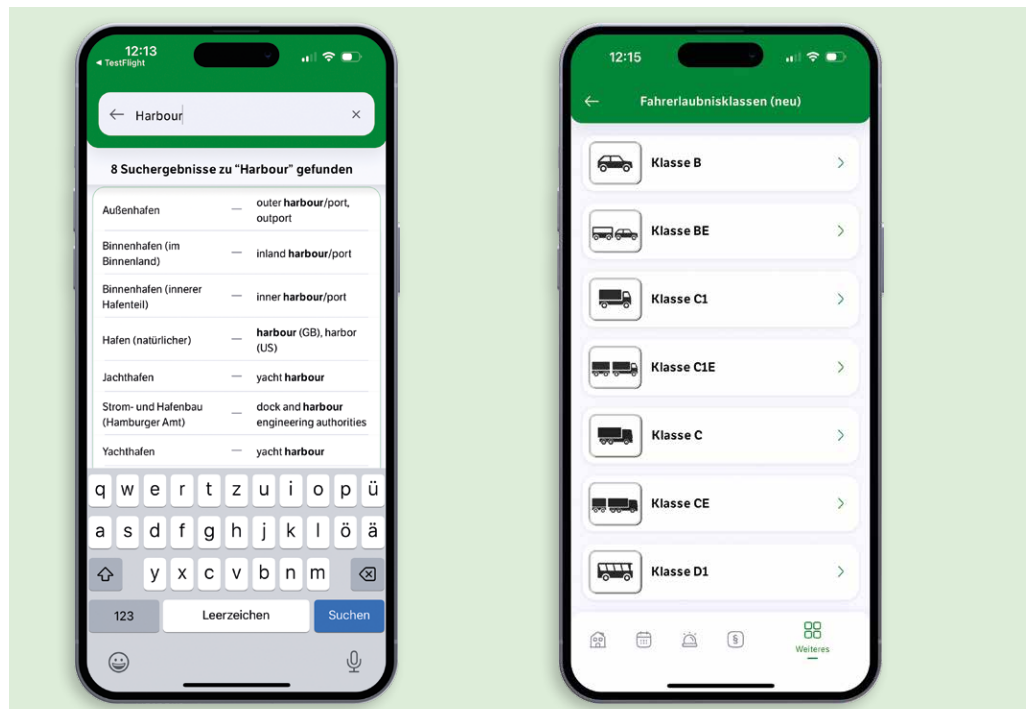 12:13
◂ TestFlight
Harbour
8 Suchergebnisse zu "Harbour" gefunden
Außenhafen — outer harbour/port,
outport
Binnenhafen (im
Binnenland) — inland harbour/port
Binnenhafen (innerer
Hafenteil) — inner harbour/port
Hafen (natürlicher) — harbour (GB), harbor
(US)
Jachthafen — yacht harbour
Strom- und Hafenbau
(Hamburger Amt) — dock and harbour
engineering authorities
Yachthafen — yacht harbour
q w e r t z u i o p ü
a s d f g h j k l ö ä
y x c v b n m
123 Leerzeichen Suchen
12:15
Fahrerlaubnisklassen (neu)
Klasse B
Klasse BE
Klasse C1
Klasse C1E
Klasse C
Klasse CE
Klasse D1
§
Weiteres